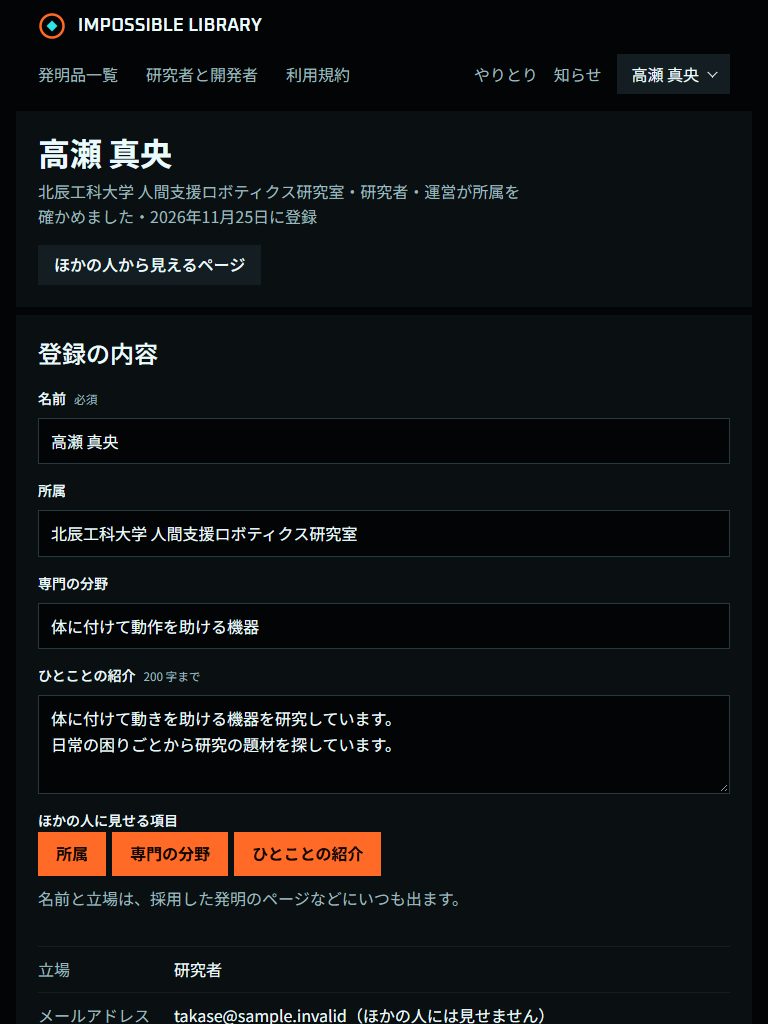 IMPOSSIBLE LIBRARY
発明品一覧 研究者と開発者 利用規約 やりとり 知らせ 高瀬 真央
高瀬 真央
北辰工科大学 人間支援ロボティクス研究室・研究者・運営が所属を
確かめました・2026年11月25日に登録
ほかの人から見えるページ
登録の内容
名前 必須
高瀬 真央
所属
北辰工科大学 人間支援ロボティクス研究室
専門の分野
体に付けて動作を助ける機器
ひとことの紹介 200 字まで
体に付けて動きを助ける機器を研究しています。
日常の困りごとから研究の題材を探しています。
ほかの人に見せる項目
所属 専門の分野 ひとことの紹介
名前と立場は、採用した発明のページなどにいつも出ます。
立場 研究者
メールアドレス takase@sample.invalid（ほかの人には見せません）